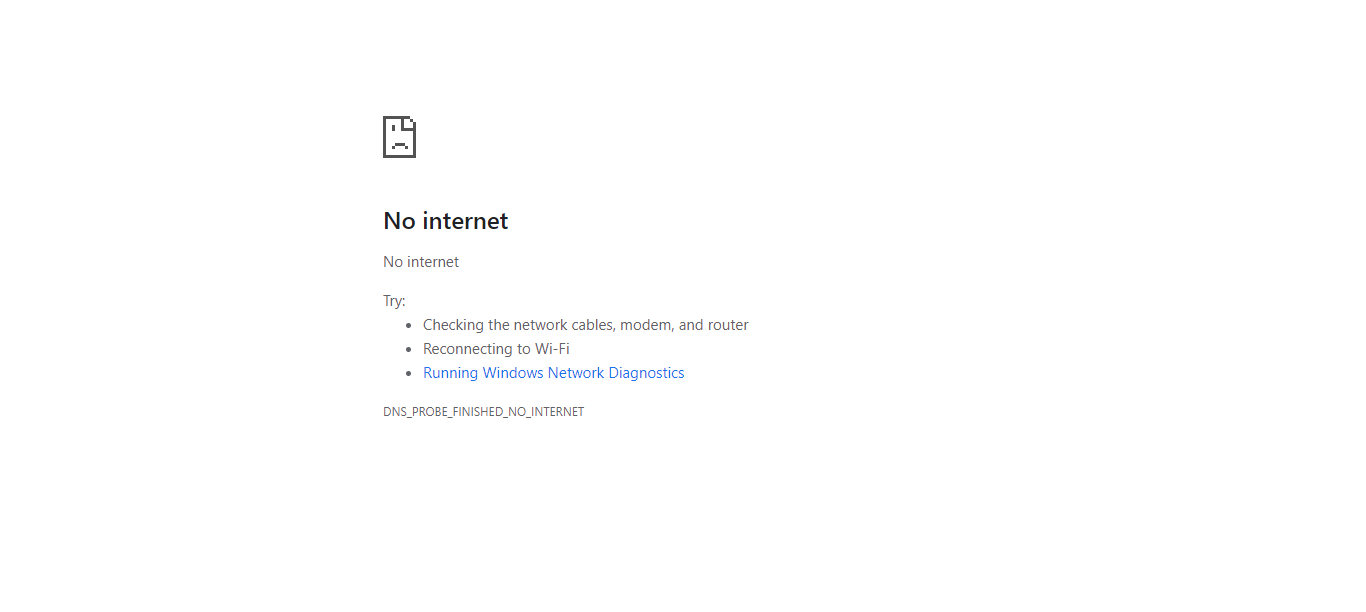 No internet
No internet
Try:
Checking the network cables, modem, and router
Reconnecting to Wi-Fi
Running Windows Network Diagnostics
DNS_PROBE_FINISHED_NO_INTERNET